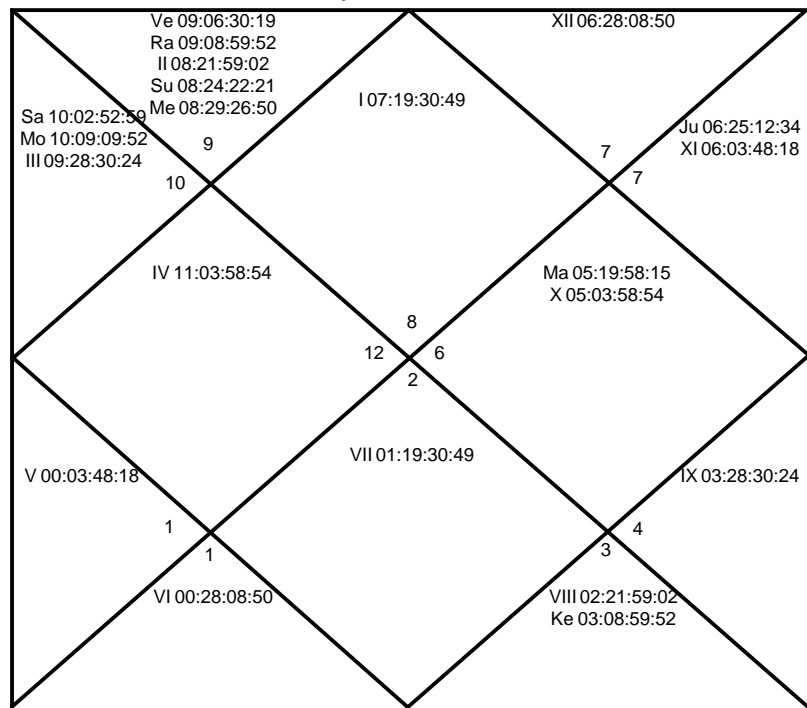 Ve 09:06:30:19
Ra 09:08:59:52
II 08:21:59:02
Su 08:24:22:21
Me 08:29:26:50
XII 06:28:08:50
I 07:19:30:49
Sa 10:02:52:59
Mo 10:09:09:52
III 09:28:30:24
9
10
Ju 06:25:12:34
XI 06:03:48:18
7
7
IV 11:03:58:54
Ma 05:19:58:15
X 05:03:58:54
8
12
6
2
VII 01:19:30:49
V 00:03:48:18
IX 03:28:30:24
1
1
4
3
VI 00:28:08:50
VIII 02:21:59:02
Ke 03:08:59:52